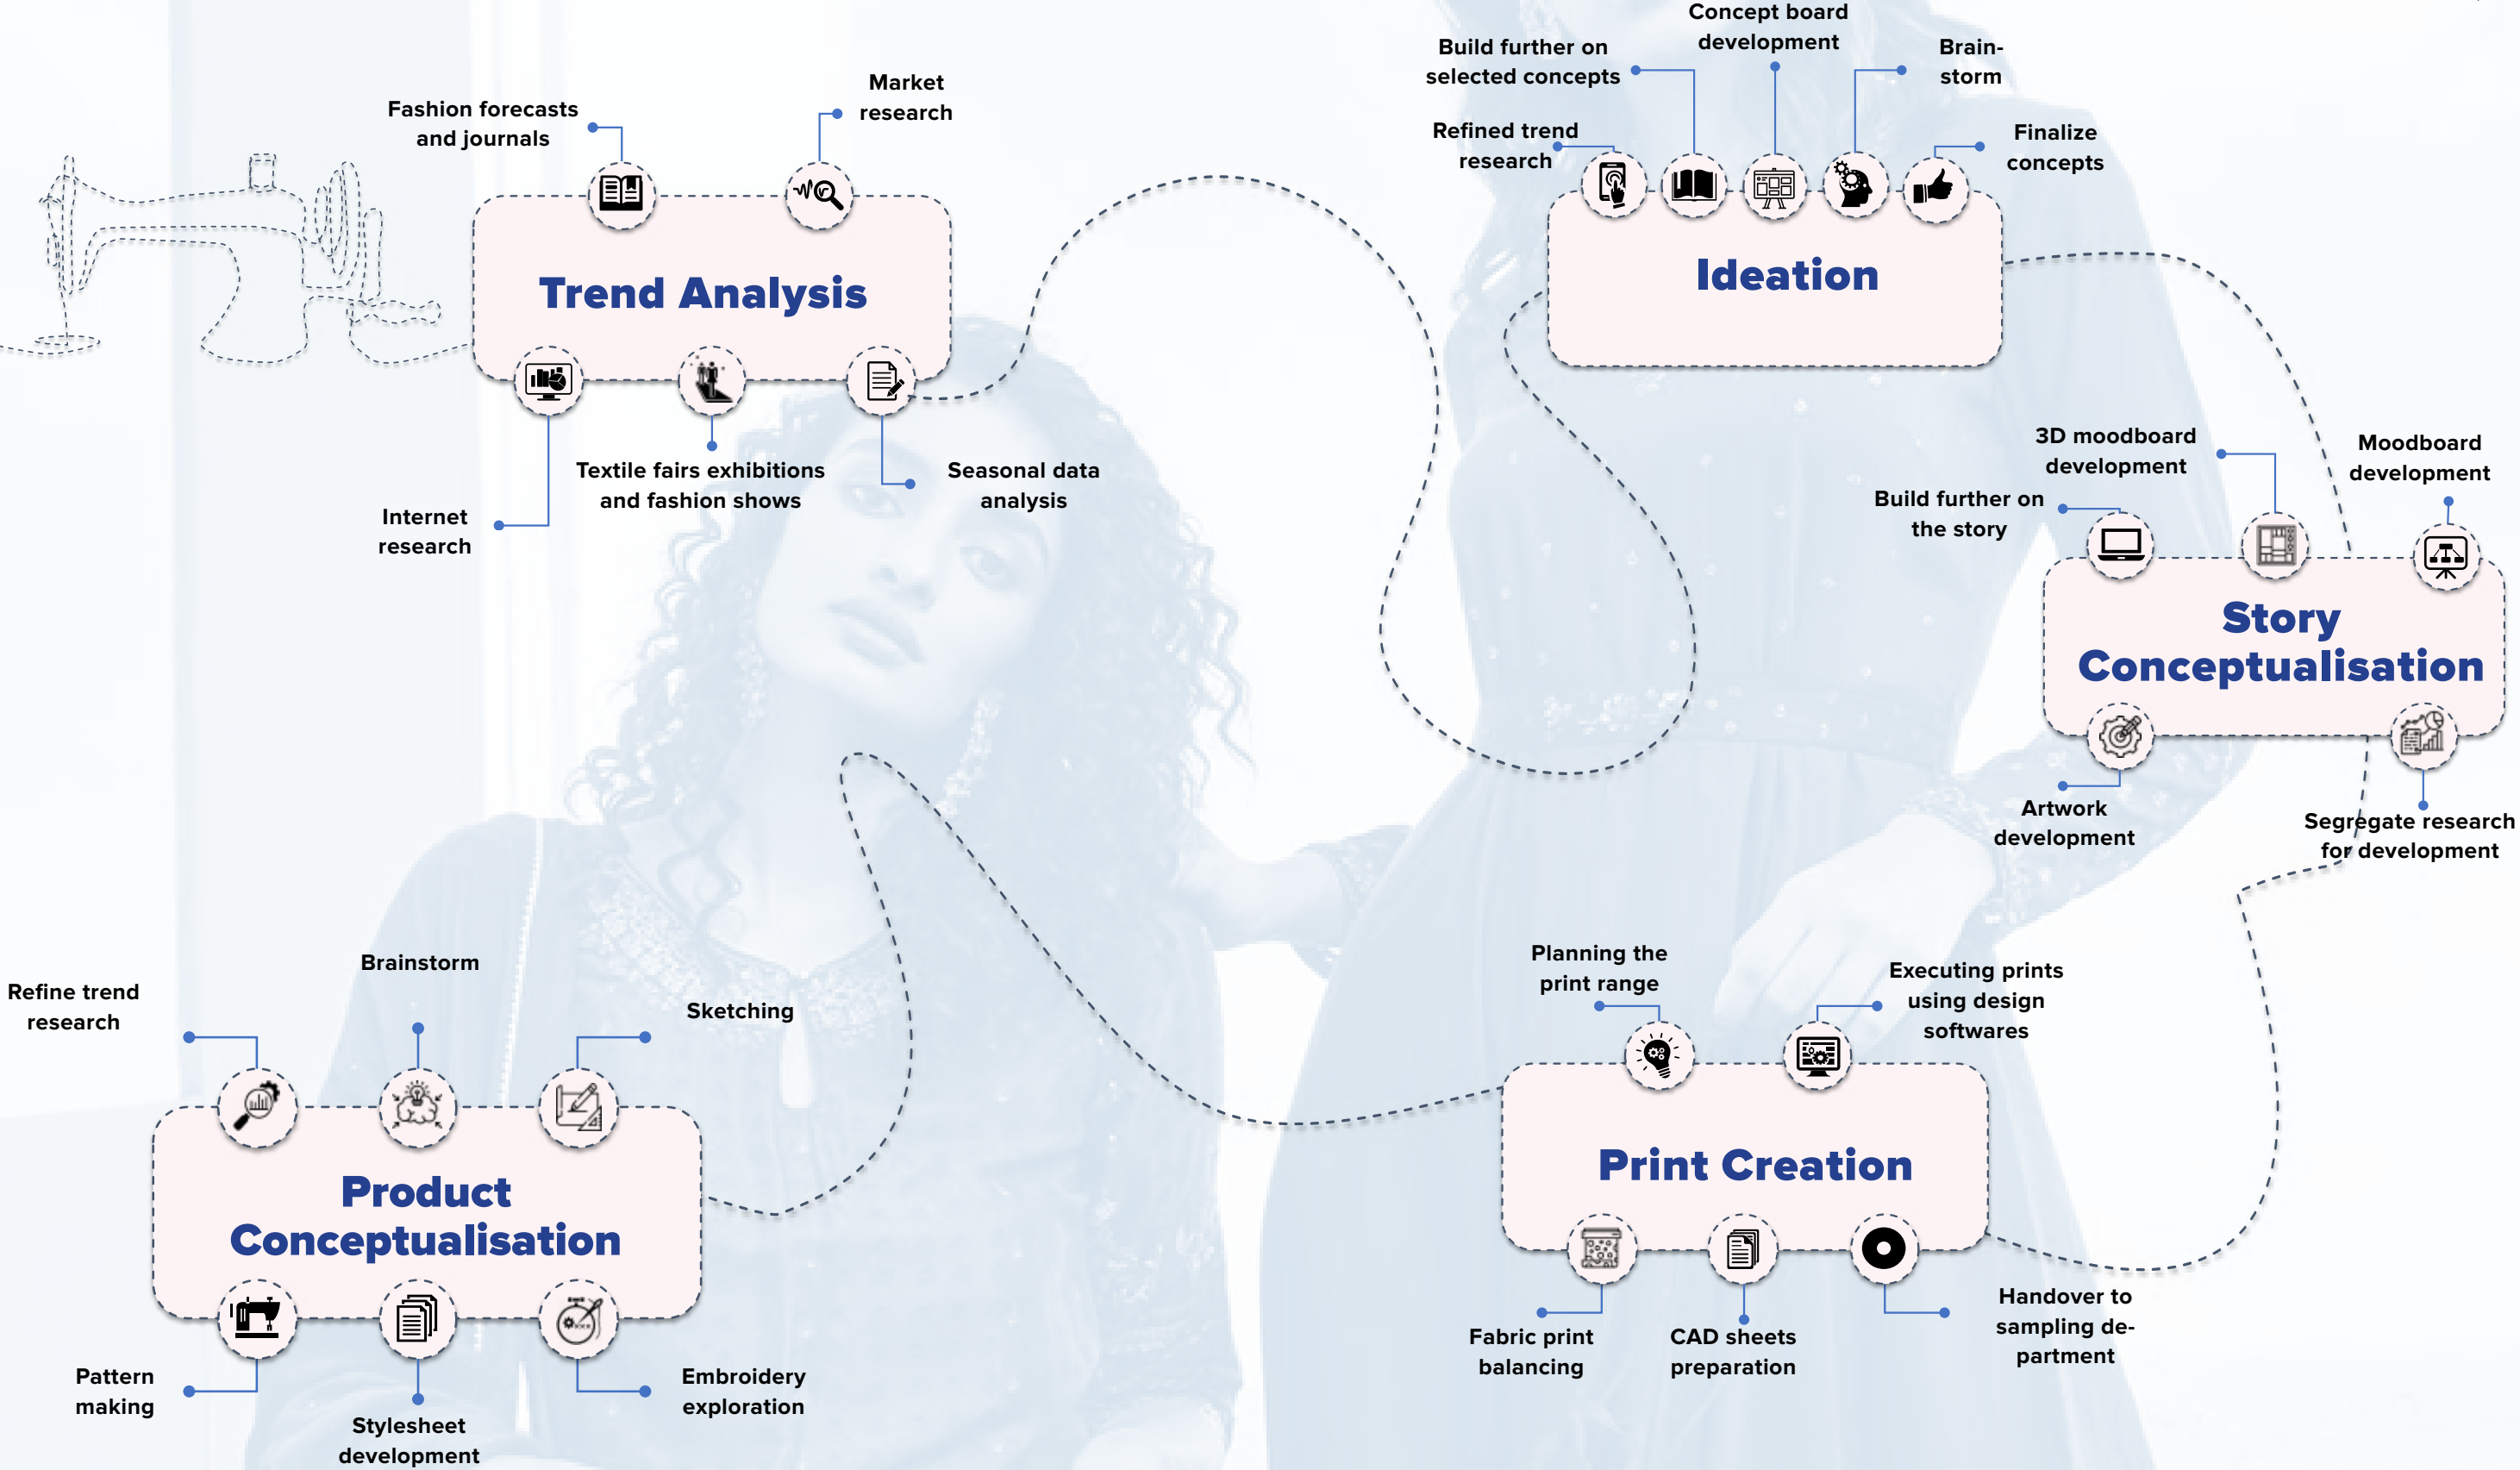 Fashion forecasts
and journals
Market
research
Trend Analysis
Internet
research
Textile fairs exhibitions
and fashion shows
Seasonal data
analysis
Refined trend
research
Build further on
selected concepts
Concept board
development
Brain-
storm
Finalize
concepts
Ideation
Build further on
the story
3D moodboard
development
Moodboard
development
Story
Conceptualisation
Artwork
development
Segregate research
for development
Planning the
print range
Executing prints
using design
softwares
Print Creation
Fabric print
balancing
CAD sheets
preparation
Handover to
sampling de-
partment
Refine trend
research
Brainstorm
Sketching
Product
Conceptualisation
Pattern
making
Stylesheet
development
Embroidery
exploration